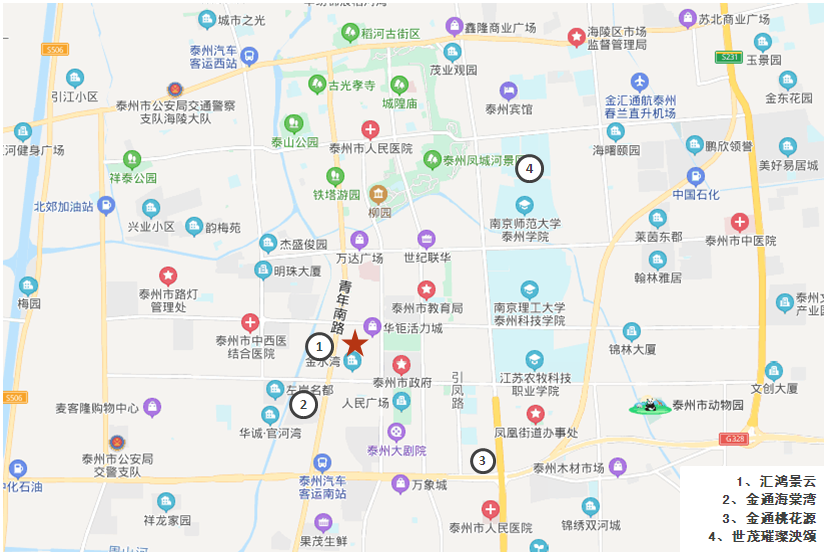 城市之光
稻河古街区
鑫隆商业广场
苏北商业广场
海陵区市场
监督管理局
S506
泰州汽车
客运西站
茂业观园
S231
玉景园
引江小区
古光孝寺
城隍庙
泰州宾馆
金汇通航泰州
春兰直升机场
金东花园
泰州市公安局交通警察
支队海陵大队
河健身广场
泰山公园
泰州市人民医院
海曙颐园
鹏欣领誉
美好易居城
祥泰公园
泰州凤城河景
4
铁塔游园
中国石化
北郊加油站
兴业小区
韵梅苑
柳园
南京师范大学
泰州学院
莱茵东郡
泰州市中医院
杰盛俊园
万达广场
世纪联华
明珠大厦
翰林雅居
梅园
泰州市路灯
管理处
青年南路
泰州市教育局
南京理工大学
泰州科技学院
泰州文
产业园
泰州市中西医
结合医院
华钜活力城
1
金水湾
锦林大厦
泰州市政府
江苏农牧科技
职业学院
文创大厦
S506
左岸名都
2
引凤路
麦客隆购物中心
人民广场
泰州市动物园
华诚·官河湾
凤凰街道办事处
G328
泰州市公安局
交警支队
泰州大剧院
3
中化石油
泰州汽车
客运南站
万象城
泰州木材市场
祥龙家园
果茂生鲜
泰州市人民医院
锦绣双河城
周山河
1、汇鸿景云
2、金通海棠湾
3、金通桃花源
4、世茂璀璨泱颂